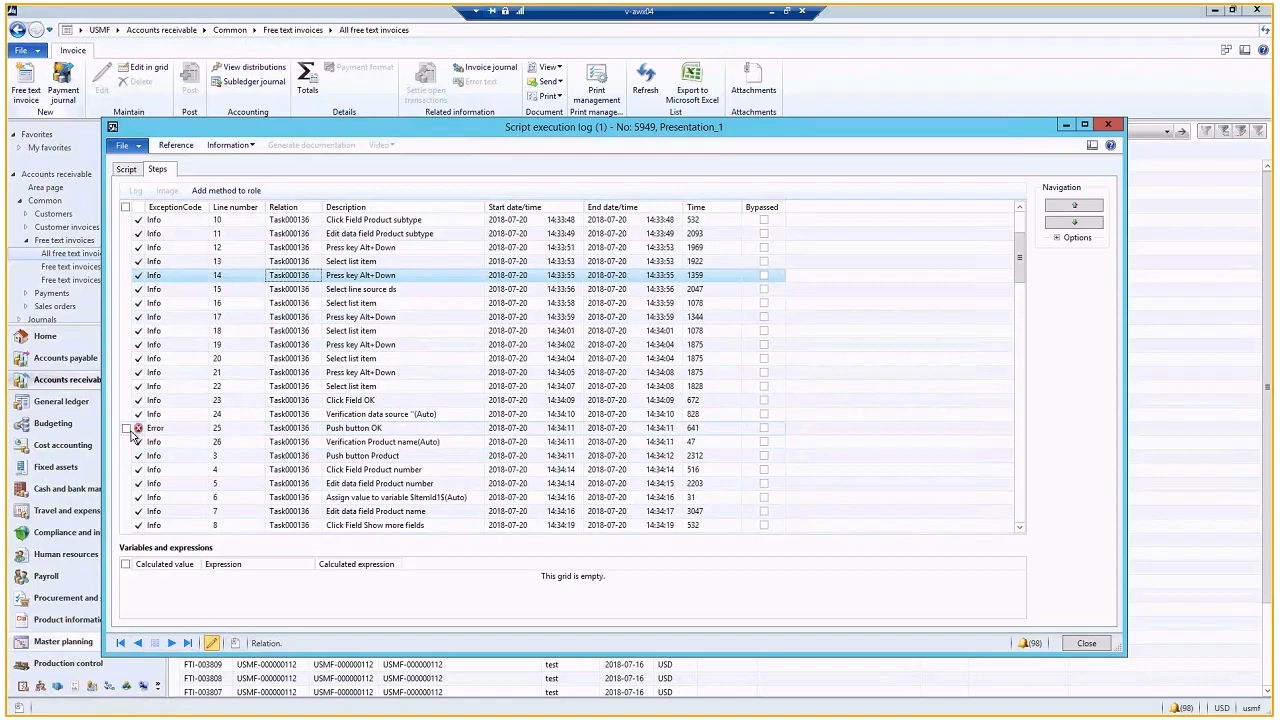 v-awx04
USMF Accounts receivable Common Free text invoices All free text invoices
File Invoice
Free text invoice Payment journal New
Edit Edit in grid Delete Maintain
Post Post
View distributions Subledger journal Accounting
Totals Payment format Details
Settle open transactions Invoice journal Error text Related information
View Send Print Document
Print management Print manage...
Refresh Export to Microsoft Excel List
Attachments Attachments
Favorites
My favorites
Accounts receivable
Area page
Common
Customers
Customer invoices
Free text invoices
All free text invoi
Free text invoices
Free text invoices
Payments
Sales orders
Journals
Home
Accounts payable
Accounts receivab
General ledger
Budgeting
Cost accounting
Fixed assets
Cash and bank ma
Travel and expens
Compliance and in
Human resources
Payroll
Procurement and s
Product informati
Master planning
Production control
Script execution log (1) - No: 5949, Presentation_1
File Reference Information Generate documentation Video
Script Steps
Log Image Add method to role
ExceptionCode Line number Relation Description Start date/time End date/time Time Bypassed
Info 10 Task000136 Click Field Product subtype 2018-07-20 14:33:48 2018-07-20 14:33:48 532
Info 11 Task000136 Edit data field Product subtype 2018-07-20 14:33:49 2018-07-20 14:33:49 2093
Info 12 Task000136 Press key Alt+Down 2018-07-20 14:33:51 2018-07-20 14:33:53 1969
Info 13 Task000136 Select list item 2018-07-20 14:33:53 2018-07-20 14:33:55 1922
Info 14 Task000136 Press key Alt+Down 2018-07-20 14:33:55 2018-07-20 14:33:55 1359
Info 15 Task000136 Select line source ds 2018-07-20 14:33:56 2018-07-20 14:33:56 2047
Info 16 Task000136 Select list item 2018-07-20 14:33:58 2018-07-20 14:33:59 1078
Info 17 Task000136 Press key Alt+Down 2018-07-20 14:33:59 2018-07-20 14:33:59 1344
Info 18 Task000136 Select list item 2018-07-20 14:34:01 2018-07-20 14:34:01 1078
Info 19 Task000136 Press key Alt+Down 2018-07-20 14:34:02 2018-07-20 14:34:04 1875
Info 20 Task000136 Select list item 2018-07-20 14:34:04 2018-07-20 14:34:04 1875
Info 21 Task000136 Press key Alt+Down 2018-07-20 14:34:05 2018-07-20 14:34:08 1875
Info 22 Task000136 Select list item 2018-07-20 14:34:07 2018-07-20 14:34:08 1828
Info 23 Task000136 Click Field OK 2018-07-20 14:34:09 2018-07-20 14:34:09 672
Info 24 Task000136 Verification data source ''(Auto) 2018-07-20 14:34:10 2018-07-20 14:34:10 828
Error 25 Task000136 Push button OK 2018-07-20 14:34:11 2018-07-20 14:34:11 641
Info 26 Task000136 Verification Product name(Auto) 2018-07-20 14:34:11 2018-07-20 14:34:11 47
Info 3 Task000136 Push button Product 2018-07-20 14:34:11 2018-07-20 14:34:12 2312
Info 4 Task000136 Click Field Product number 2018-07-20 14:34:14 2018-07-20 14:34:14 516
Info 5 Task000136 Edit data field Product number 2018-07-20 14:34:14 2018-07-20 14:34:15 2203
Info 6 Task000136 Assign value to variable $ItemId1$(Auto) 2018-07-20 14:34:16 2018-07-20 14:34:16 31
Info 7 Task000136 Edit data field Product name 2018-07-20 14:34:16 2018-07-20 14:34:17 3047
Info 8 Task000136 Click Field Show more fields 2018-07-20 14:34:19 2018-07-20 14:34:19 532
Navigation
Options
Variables and expressions
Calculated value Expression Calculated expression
This grid is empty.
Relation. (98) Close
FTI-003809 USMF-000000112 USMF-000000112 USMF-000000112 test 2018-07-16 USD
FTI-003808 USMF-000000112 USMF-000000112 USMF-000000112 test 2018-07-16 USD
FTI-003807 USMF-000000112 USMF-000000112 USMF-000000112 test 2018-07-16 USD
(98) USD usmf